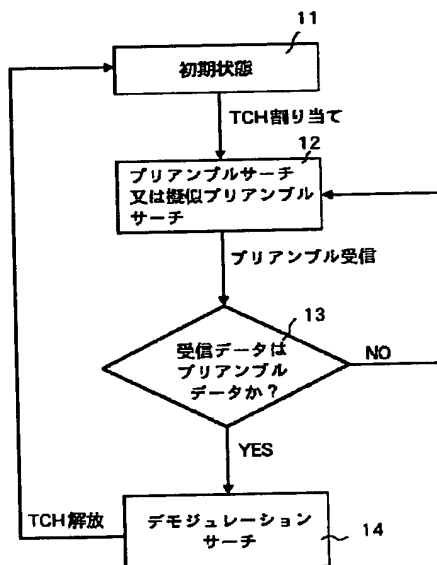 11
初期状態
TCH割り当て
12
プリアンブルサーチ
又は擬似プリアンブル
サーチ
プリアンブル受信
13
受信データは
プリアンブル
データか?
NO
YES
TCH解放
デモジュレーション
サーチ
14